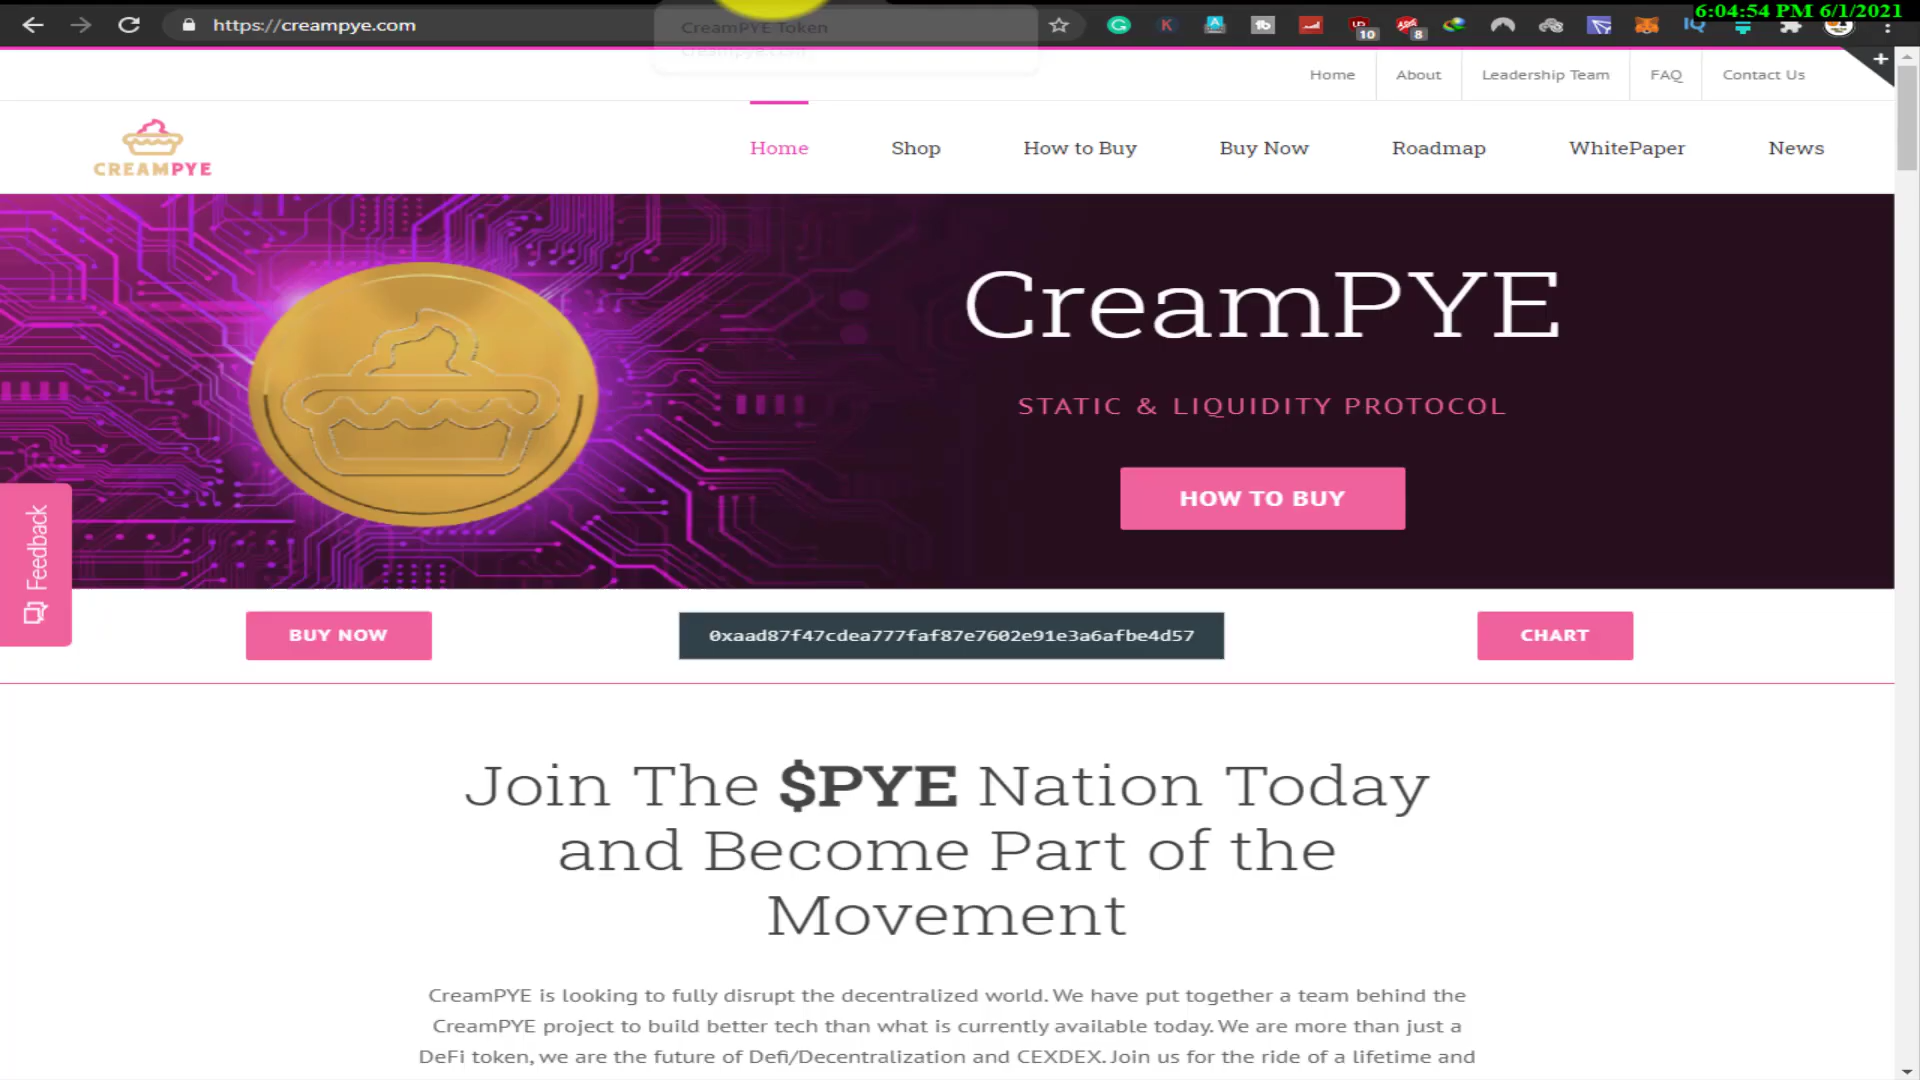 6:04:54 PM 6/1/2021
https://creampye.com
CreamPYE Token
10
8
Home
About
Leadership Team
FAQ
Contact Us
CREAMPYE
Home
Shop
How to Buy
Buy Now
Roadmap
WhitePaper
News
CreamPYE
STATIC & LIQUIDITY PROTOCOL
HOW TO BUY
Feedback
BUY NOW
0xaad87f47cdea777faf87e7602e91e3a6afbe4d57
CHART
Join The $PYE Nation Today
and Become Part of the
Movement
CreamPYE is looking to fully disrupt the decentralized world. We have put together a team behind the
CreamPYE project to build better tech than what is currently available today. We are more than just a
DeFi token, we are the future of Defi/Decentralization and CEXDEX. Join us for the ride of a lifetime and